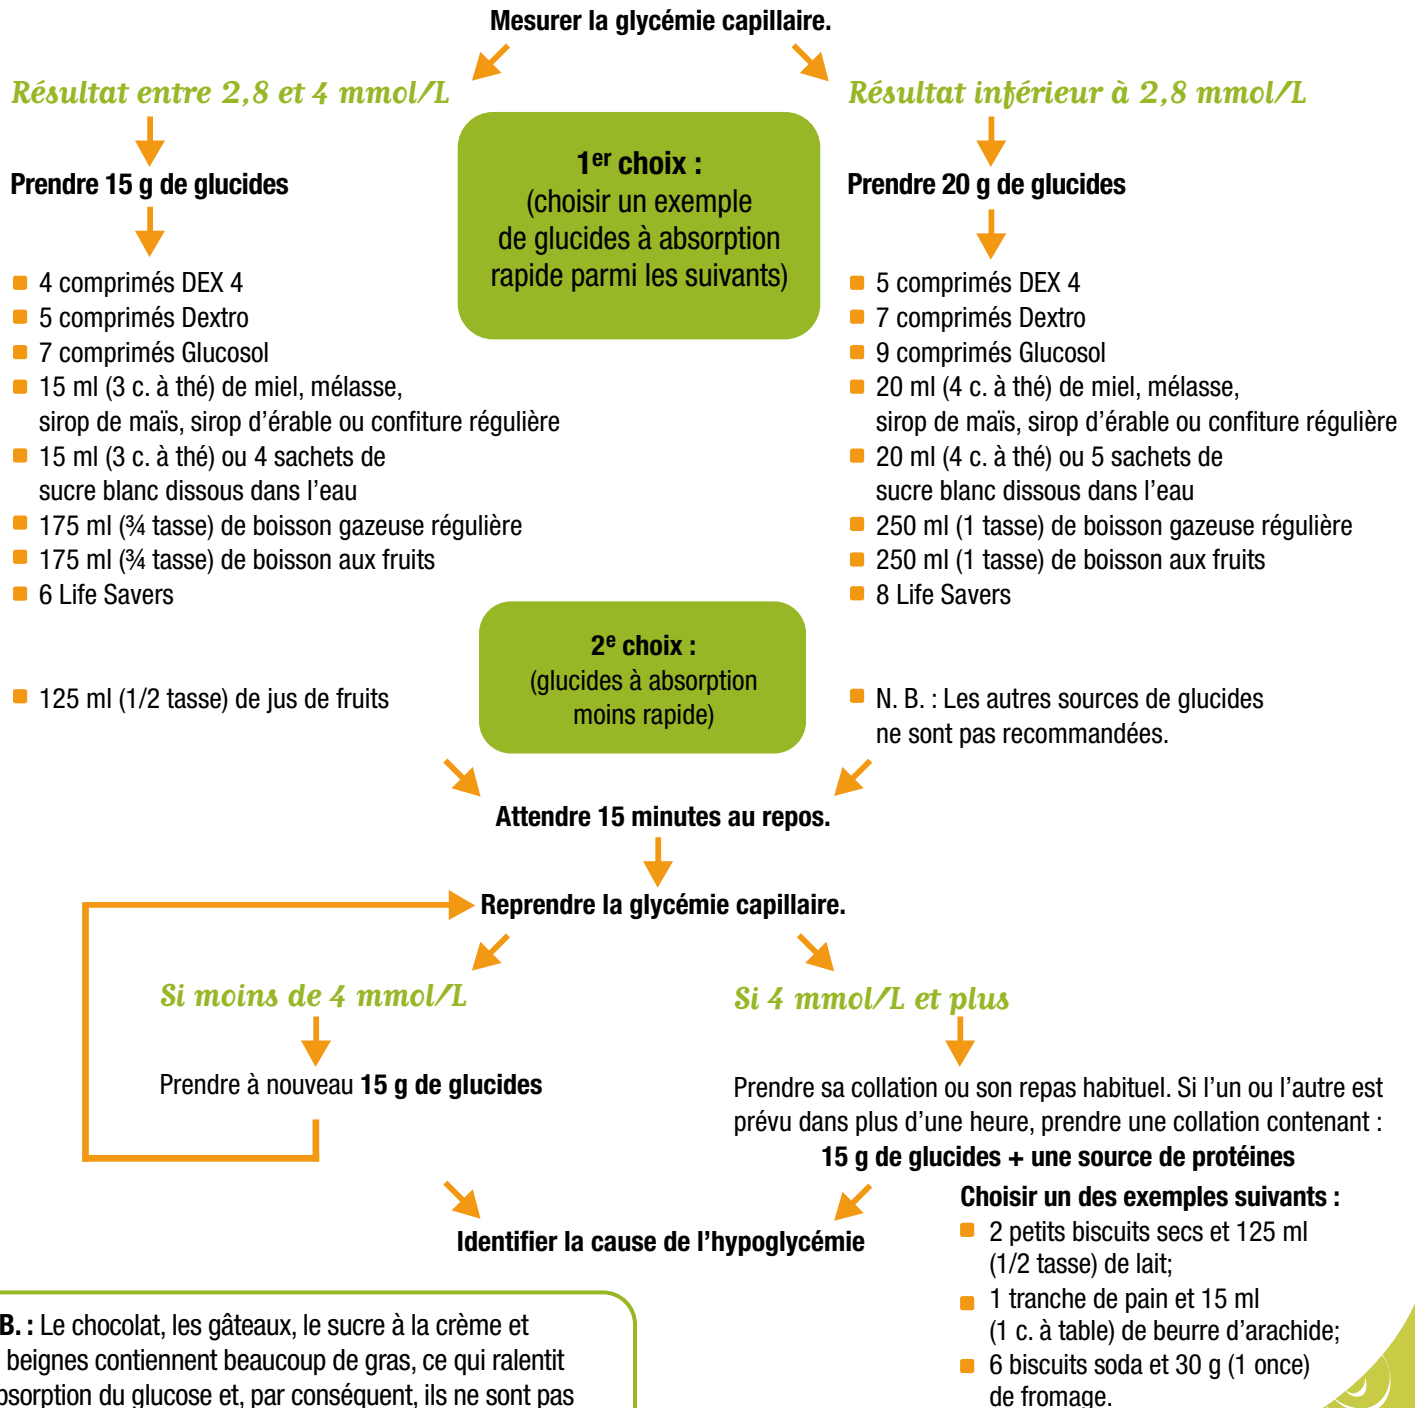 Mesurer la glycémie capillaire.
Résultat entre 2,8 et 4 mmol/L
Prendre 15 g de glucides
4 comprimés DEX 4
5 comprimés Dextro
7 comprimés Glucosol
15 ml (3 c. à thé) de miel, mélasse,
sirop de maïs, sirop d’érable ou confiture régulière
15 ml (3 c. à thé) ou 4 sachets de
sucre blanc dissous dans l’eau
175 ml (¾ tasse) de boisson gazeuse régulière
175 ml (¾ tasse) de boisson aux fruits
6 Life Savers
125 ml (1/2 tasse) de jus de fruits
1er choix :
(choisir un exemple
de glucides à absorption
rapide parmi les suivants)
2e choix :
(glucides à absorption
moins rapide)
Résultat inférieur à 2,8 mmol/L
Prendre 20 g de glucides
5 comprimés DEX 4
7 comprimés Dextro
9 comprimés Glucosol
20 ml (4 c. à thé) de miel, mélasse,
sirop de maïs, sirop d’érable ou confiture régulière
20 ml (4 c. à thé) ou 5 sachets de
sucre blanc dissous dans l’eau
250 ml (1 tasse) de boisson gazeuse régulière
250 ml (1 tasse) de boisson aux fruits
8 Life Savers
N. B. : Les autres sources de glucides
ne sont pas recommandées.
Attendre 15 minutes au repos.
Reprendre la glycémie capillaire.
Si moins de 4 mmol/L
Prendre à nouveau 15 g de glucides
Si 4 mmol/L et plus
Prendre sa collation ou son repas habituel. Si l’un ou l’autre est
prévu dans plus d’une heure, prendre une collation contenant :
15 g de glucides + une source de protéines
Choisir un des exemples suivants :
2 petits biscuits secs et 125 ml
(1/2 tasse) de lait;
1 tranche de pain et 15 ml
(1 c. à table) de beurre d’arachide;
6 biscuits soda et 30 g (1 once)
de fromage.
Identifier la cause de l’hypoglycémie
B. : Le chocolat, les gâteaux, le sucre à la crème et
beignes contiennent beaucoup de gras, ce qui ralentit
bsorption du glucose et, par conséquent, ils ne sont pas